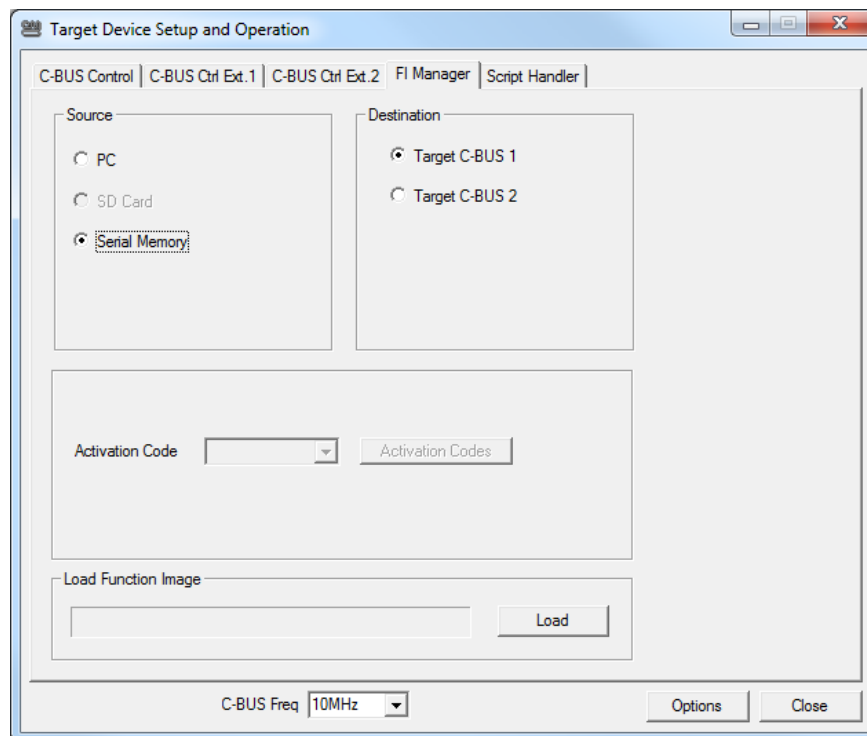 Target Device Setup and Operation
C-BUS Control C-BUS Ctrl Ext.1 C-BUS Ctrl Ext.2 FI Manager Script Handler
Source
PC
SD Card
Serial Memory
Destination
Target C-BUS 1
Target C-BUS 2
Activation Code Activation Codes
Load Function Image
Load
C-BUS Freq 10MHz Options Close